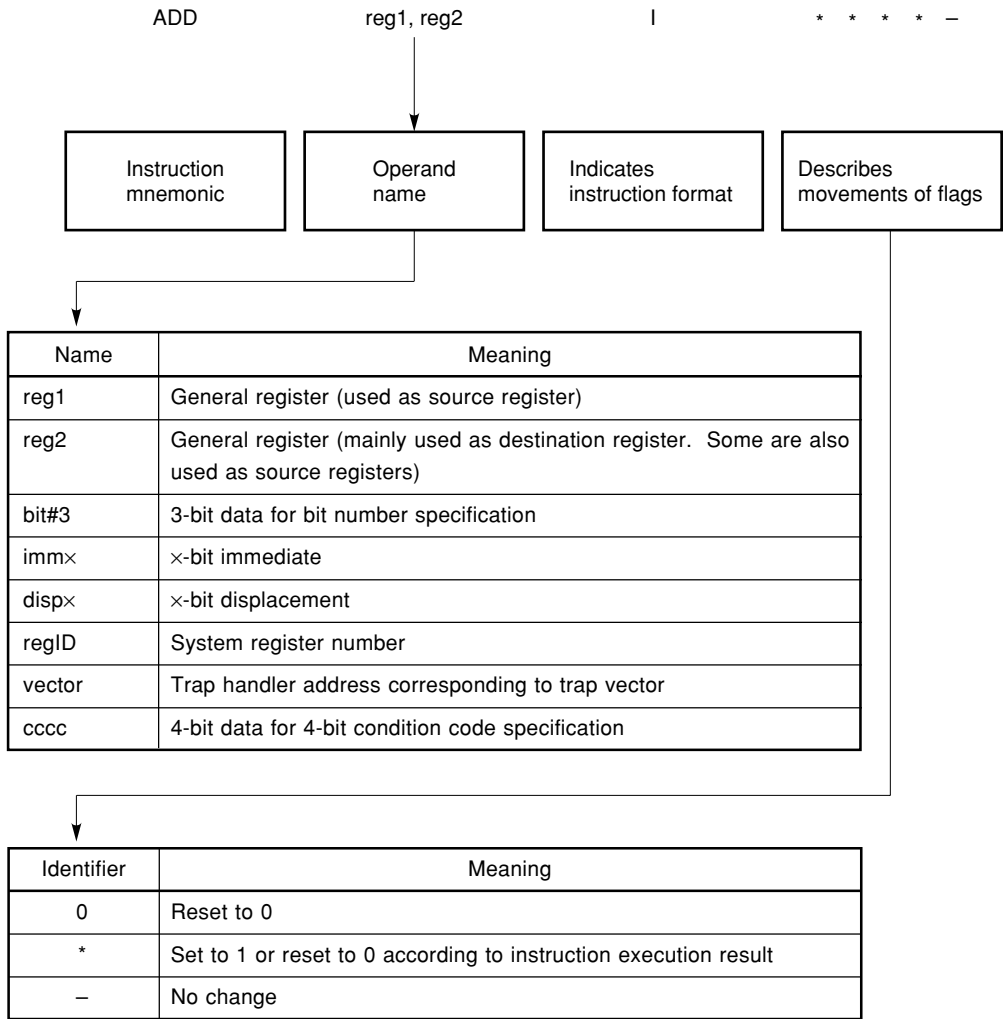 ADD reg1, reg2 I * * * * –
Instruction mnemonic
Operand name
Indicates instruction format
Describes movements of flags
Name Meaning
reg1 General register (used as source register)
reg2 General register (mainly used as destination register. Some are also
used as source registers)
bit#3 3-bit data for bit number specification
imm× ×-bit immediate
disp× ×-bit displacement
regID System register number
vector Trap handler address corresponding to trap vector
cccc 4-bit data for 4-bit condition code specification
Identifier Meaning
0 Reset to 0
* Set to 1 or reset to 0 according to instruction execution result
– No change